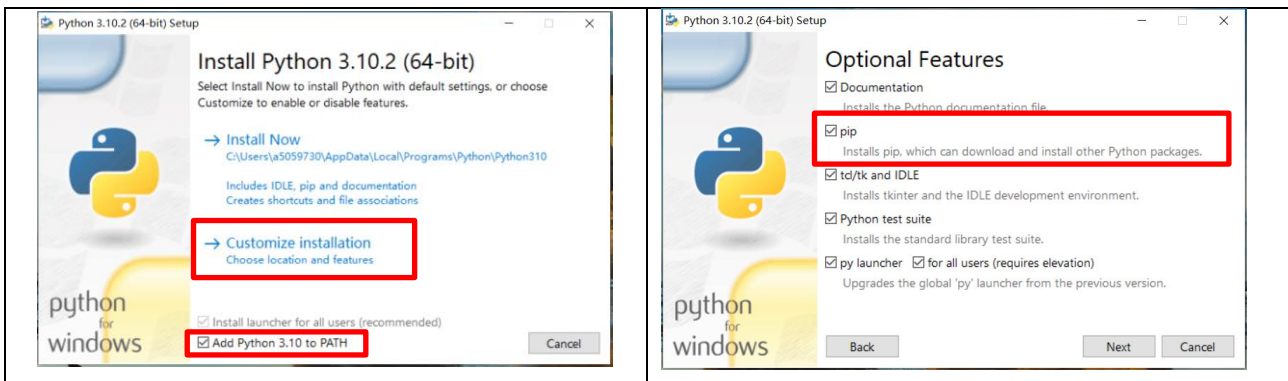 Python 3.10.2 (64-bit) Setup
Install Python 3.10.2 (64-bit)
Select Install Now to install Python with default settings, or choose
Customize to enable or disable features.
→ Install Now
C:\Users\a5059730\AppData\Local\Programs\Python\Python310
Includes IDLE, pip and documentation
Creates shortcuts and file associations
→ Customize installation
Choose location and features
Install launcher for all users (recommended)
Add Python 3.10 to PATH
Cancel
python
for
windows
Python 3.10.2 (64-bit) Setup
Optional Features
Documentation
Installs the Python documentation file.
pip
Installs pip, which can download and install other Python packages.
tcl/tk and IDLE
Installs tkinter and the IDLE development environment.
Python test suite
Installs the standard library test suite.
py launcher for all users (requires elevation)
Upgrades the global 'py' launcher from the previous version.
python
for
windows
Back Next Cancel